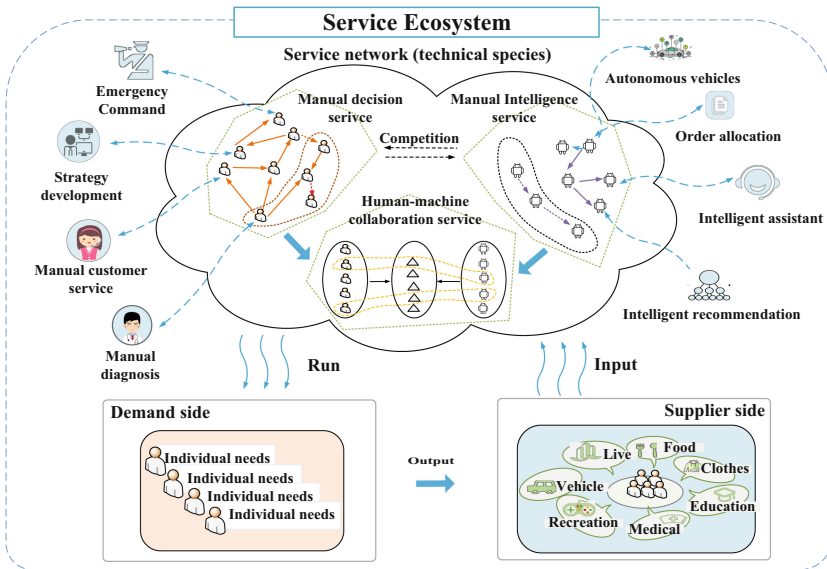 Service Ecosystem
Service network (technical species)
Emergency
Command
Manual decision
service
Manual Intelligence
service
Autonomous vehicles
Competition
Order allocation
Strategy
development
Human-machine
collaboration service
Intelligent assistant
Manual customer
service
Intelligent recommendation
Manual
diagnosis
Run
Input
Demand side
Individual needs
Individual needs
Individual needs
Individual needs
Output
Supplier side
Live
Food
Clothes
Vehicle
Education
Recreation
Medical